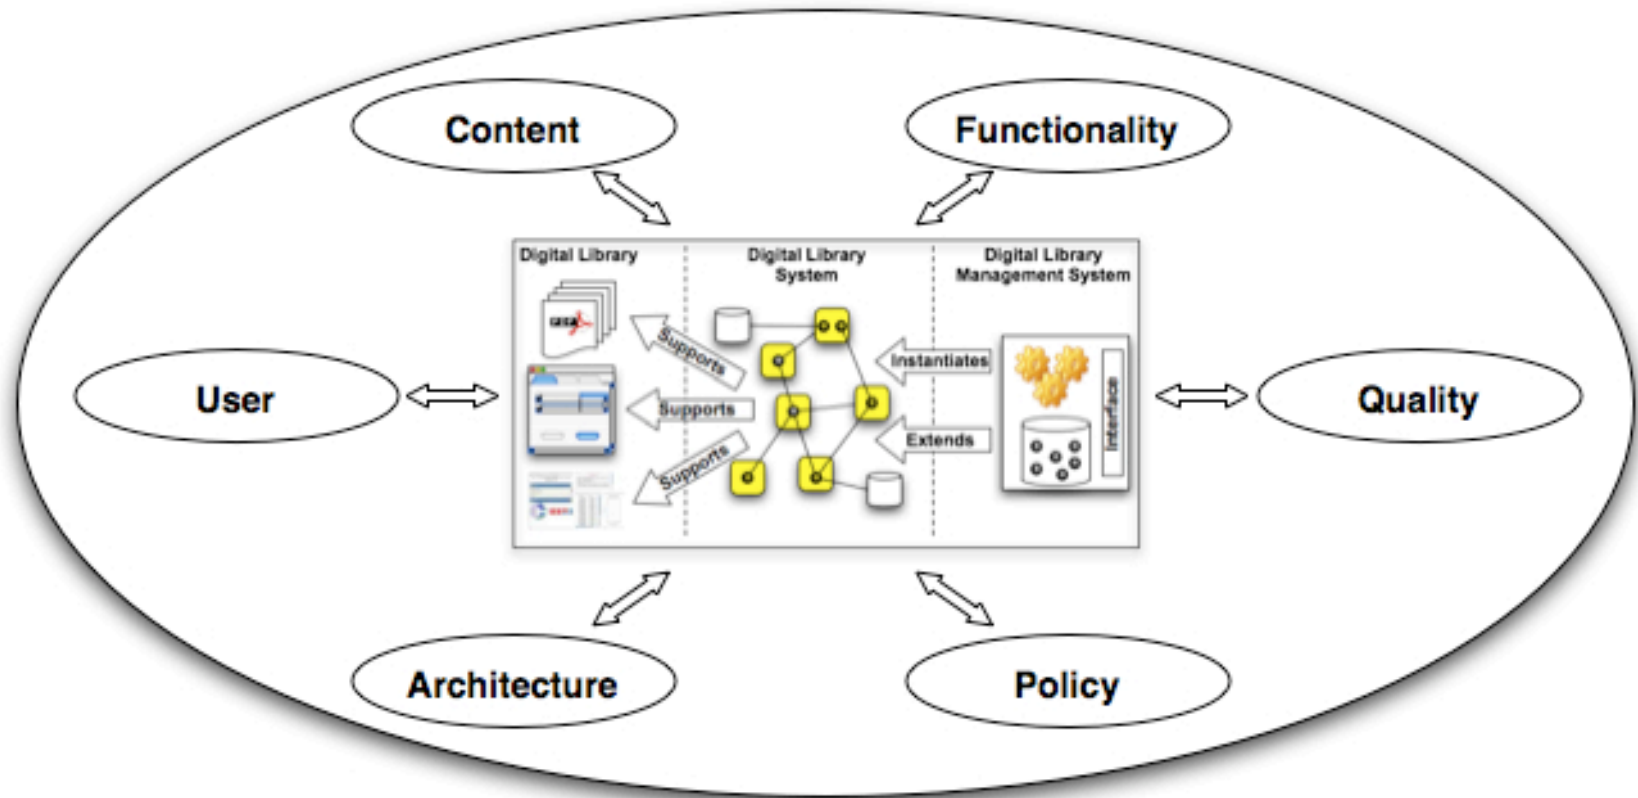 Content
Functionality
Digital Library
Digital Library
System
Digital Library
Management System
Supports
Instantiates
User
Supports
Interface
Quality
Extends
Supports
Architecture
Policy